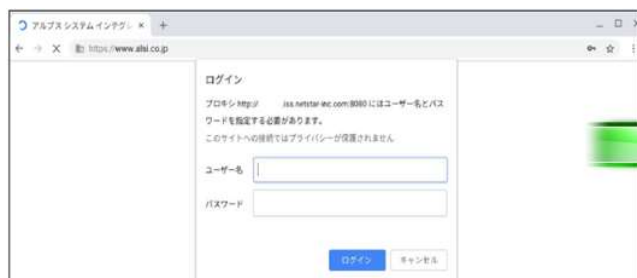 アルプス システム インテグレ
https://www.alsi.co.jp
ログイン
プロキシ http:// .iss.netstar-inc.com:8080 にはユーザー名とパス
ワードを指定する必要があります。
このサイトへの接続ではプライバシーが保護されません
ユーザー名
パスワード
ログイン キャンセル